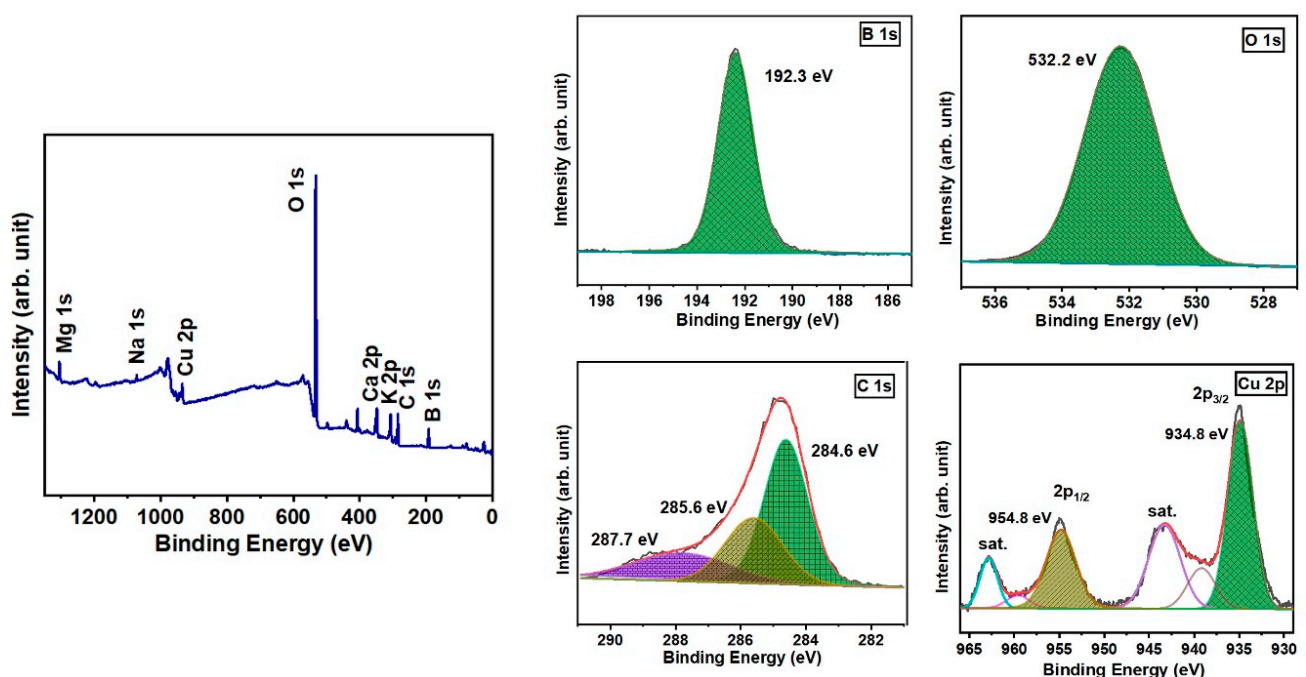 Intensity (arb. unit)
Mg 1s
Na 1s
Cu 2p
O 1s
Ca 2p
K 2p
C 1s
B 1s
1200 1000 800 600 400 200 0
Binding Energy (eV)
B 1s
192.3 eV
Intensity (arb. unit)
198 196 194 192 190 188 186
Binding Energy (eV)
O 1s
532.2 eV
Intensity (arb. unit)
536 534 532 530 528
Binding Energy (eV)
C 1s
284.6 eV
285.6 eV
287.7 eV
Intensity (arb. unit)
290 288 286 284 282
Binding Energy (eV)
Cu 2p
2p3/2
934.8 eV
2p1/2
954.8 eV
sat.
sat.
Intensity (arb. unit)
965 960 955 950 945 940 935 930
Binding Energy (eV)